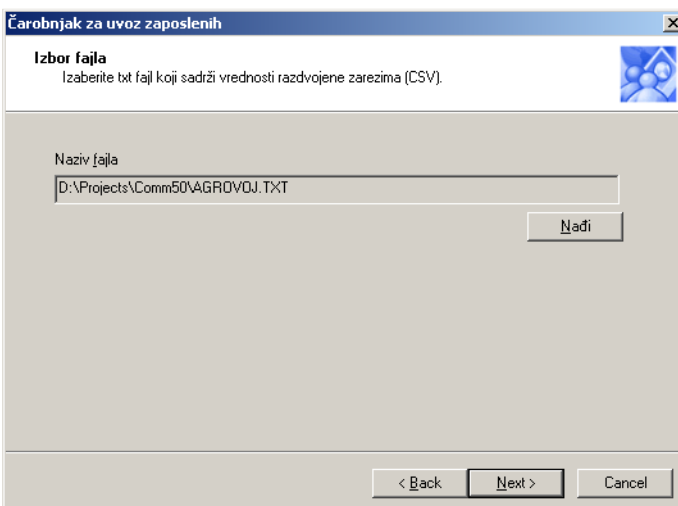 Čarobnjak za uvoz zaposlenih
Izbor fajla
Izaberite txt fajl koji sadrži vrednosti razdvojene zarezima (CSV).
Naziv fajla
D:\Projects\Comm50\AGROVOJ.TXT
Nađi
< Back
Next >
Cancel